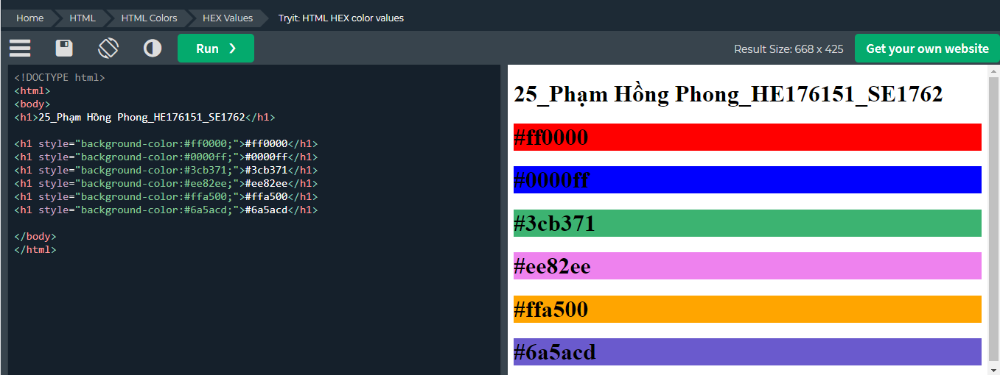 Home HTML HTML Colors HEX Values Tryit: HTML HEX color values
Run ❯ Result Size: 668 x 425 Get your own website
<!DOCTYPE html>
<html>
<body>
<h1>25_Phạm Hồng Phong_HE176151_SE1762</h1>
<h1 style="background-color:#ff0000;">#ff0000</h1>
<h1 style="background-color:#0000ff;">#0000ff</h1>
<h1 style="background-color:#3cb371;">#3cb371</h1>
<h1 style="background-color:#ee82ee;">#ee82ee</h1>
<h1 style="background-color:#ffa500;">#ffa500</h1>
<h1 style="background-color:#6a5acd;">#6a5acd</h1>
</body>
</html>
25_Phạm Hồng Phong_HE176151_SE1762
#ff0000
#0000ff
#3cb371
#ee82ee
#ffa500
#6a5acd